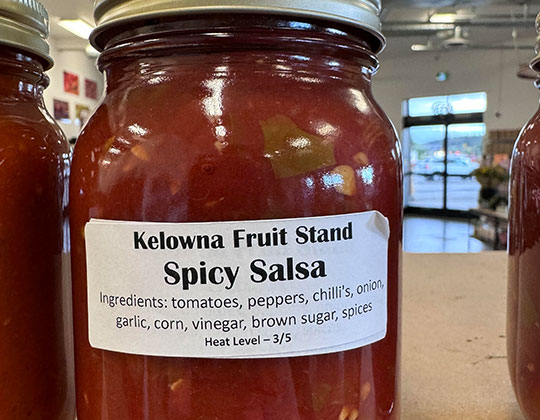 Kelowna Fruit Stand
Spicy Salsa
Ingredients: tomatoes, peppers, chilli's, onion,
garlic, corn, vinegar, brown sugar, spices
Heat Level – 3/5